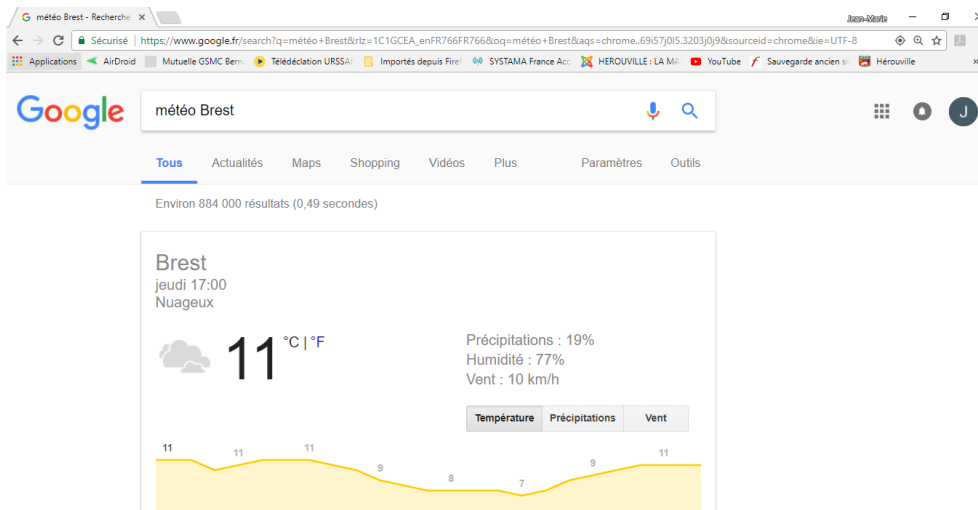 météo Brest - Recherche
Jean-Marie
Sécurisé | https://www.google.fr/search?q=météo+Brest&rlz=1C1GCEA_enFR766FR766&oq=météo+Brest&aqs=chrome..69i57j0l5.3203j0j9&sourceid=chrome&ie=UTF-8
Applications AirDroid Mutuelle GSMC Bern Télédéclation URSSAF Importés depuis Firef SYSTAMA France Acc HEROUVILLE : LA MA YouTube Sauvegarde ancien si Hérouville
Google météo Brest J
Tous Actualités Maps Shopping Vidéos Plus Paramètres Outils
Environ 884 000 résultats (0,49 secondes)
Brest
jeudi 17:00
Nuageux
11 °C | °F
Précipitations : 19%
Humidité : 77%
Vent : 10 km/h
Température Précipitations Vent
11 11 11 9 8 7 9 11